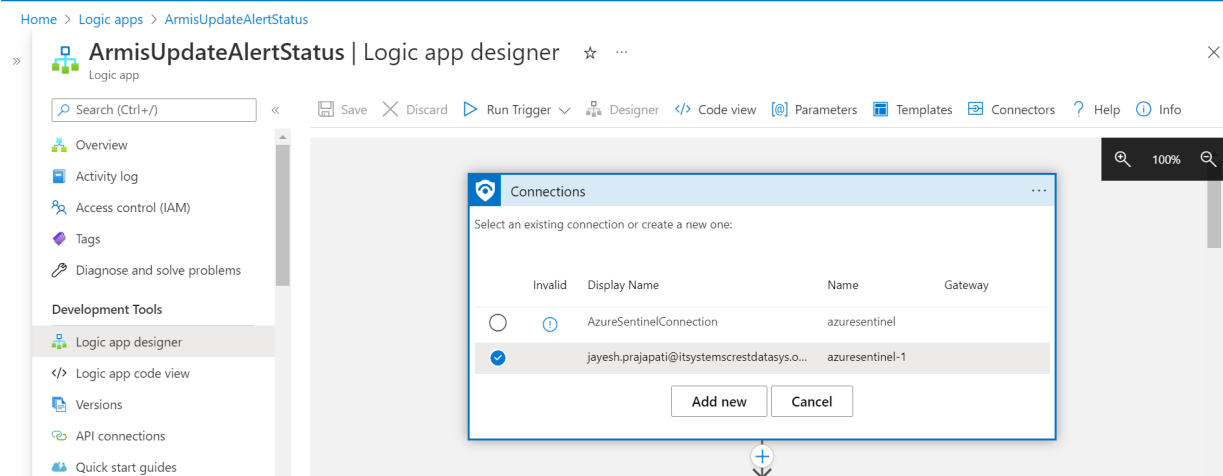 Home > Logic apps > ArmisUpdateAlertStatus
ArmisUpdateAlertStatus | Logic app designer
Logic app
Search (Ctrl+/)
Save Discard Run Trigger Designer </> Code view [@] Parameters Templates Connectors ? Help Info
Overview
Activity log
Access control (IAM)
Tags
Diagnose and solve problems
Development Tools
Logic app designer
</> Logic app code view
Versions
API connections
Quick start guides
100%
Connections
Select an existing connection or create a new one:
Invalid Display Name Name Gateway
AzureSentinelConnection azuresentinel
jayesh.prajapati@itsystemscrestdatasys.o... azuresentinel-1
Add new Cancel